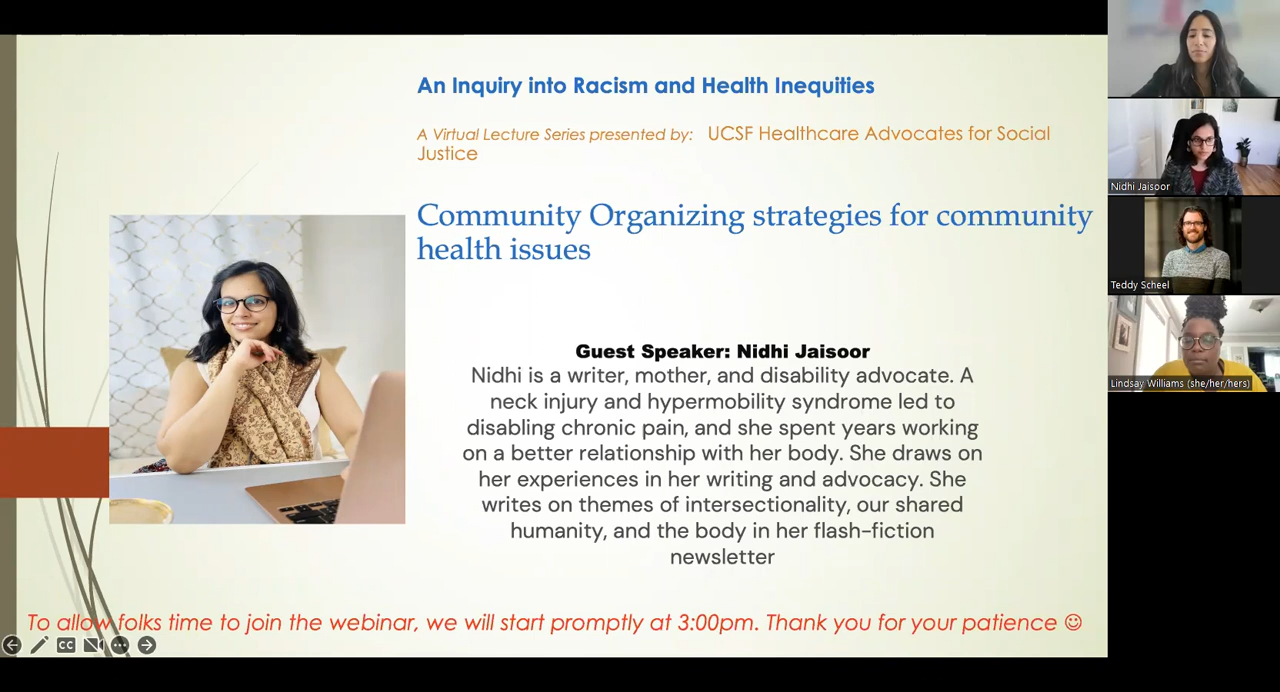 An Inquiry into Racism and Health Inequities
A Virtual Lecture Series presented by: UCSF Healthcare Advocates for Social
Justice
Community Organizing strategies for community
health issues
Guest Speaker: Nidhi Jaisoor
Nidhi is a writer, mother, and disability advocate. A
neck injury and hypermobility syndrome led to
disabling chronic pain, and she spent years working
on a better relationship with her body. She draws on
her experiences in her writing and advocacy. She
writes on themes of intersectionality, our shared
humanity, and the body in her flash-fiction
newsletter
To allow folks time to join the webinar, we will start promptly at 3:00pm. Thank you for your patience ☺
CC
Nidhi Jaisoor
Teddy Scheel
Lindsay Williams (she/her/hers)